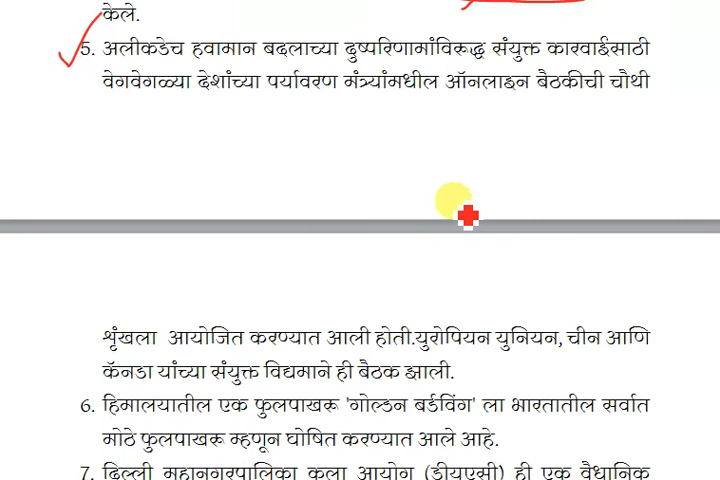 केले.
5. अलीकडेच हवामान बदलाच्या दुष्परिणामांविरूद्ध संयुक्त कारवाईसाठी
वेगवेगळ्या देशांच्या पर्यावरण मंत्र्यांमधील ऑनलाइन बैठकीची चौथी
शृंखला आयोजित करण्यात आली होती.युरोपियन युनियन, चीन आणि
कॅनडा यांच्या संयुक्त विद्यमाने ही बैठक झाली.
6. हिमालयातील एक फुलपाखरू 'गोल्डन बर्डविंग' ला भारतातील सर्वात
मोठे फुलपाखरू म्हणून घोषित करण्यात आले आहे.
7. दिल्ली महानगरपालिका कला आयोग (डीयूएसी) ही एक वैधानिक